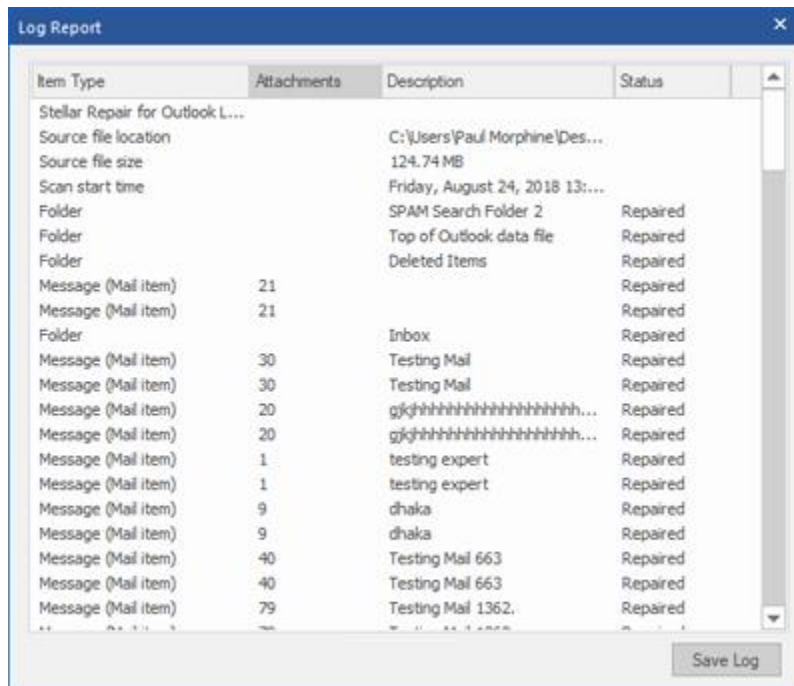 Log Report
Item Type Attachments Description Status
Stellar Repair for Outlook L...
Source file location C:\Users\Paul Morphine\Des...
Source file size 124.74 MB
Scan start time Friday, August 24, 2018 13:...
Folder SPAM Search Folder 2 Repaired
Folder Top of Outlook data file Repaired
Folder Deleted Items Repaired
Message (Mail item) 21 Repaired
Message (Mail item) 21 Repaired
Folder Inbox Repaired
Message (Mail item) 30 Testing Mail Repaired
Message (Mail item) 30 Testing Mail Repaired
Message (Mail item) 20 Repaired
Message (Mail item) 20 Repaired
Message (Mail item) 1 testing expert Repaired
Message (Mail item) 1 testing expert Repaired
Message (Mail item) 9 dhaka Repaired
Message (Mail item) 9 dhaka Repaired
Message (Mail item) 40 Testing Mail 663 Repaired
Message (Mail item) 40 Testing Mail 663 Repaired
Message (Mail item) 79 Testing Mail 1362. Repaired
Save Log